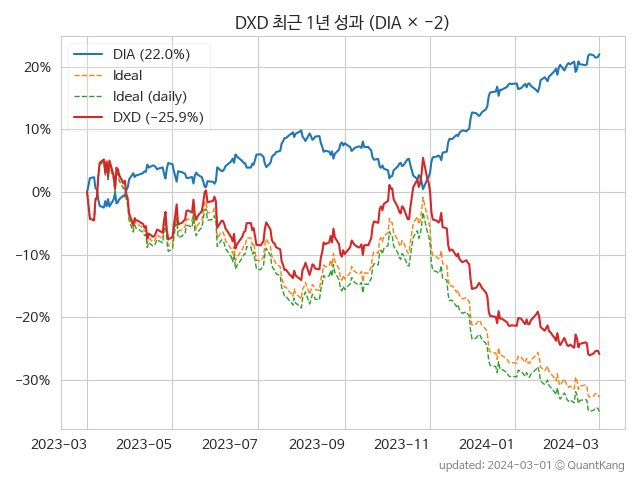 DXD 최근 1년 성과 (DIA × −2)
DIA (22.0%)
Ideal
Ideal (daily)
DXD (−25.9%)
20%
10%
0%
−10%
−20%
−30%
2023-03 2023-05 2023-07 2023-09 2023-11 2024-01 2024-03
updated: 2024-03-01 ⓒ QuantKang